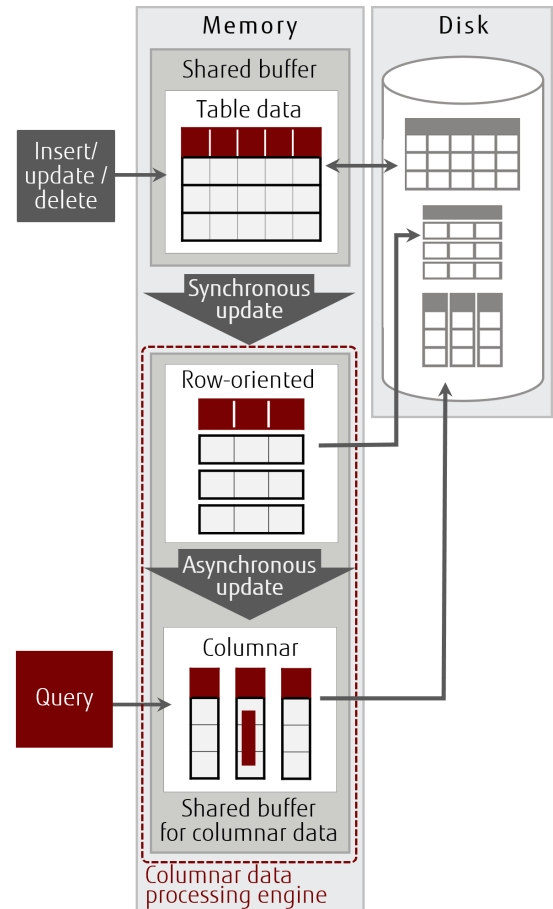 Memory
Disk
Shared buffer
Table data
Insert/
update /
delete
Synchronous
update
Row-oriented
Asynchronous
update
Columnar
Query
Shared buffer
for columnar data
Columnar data
processing engine